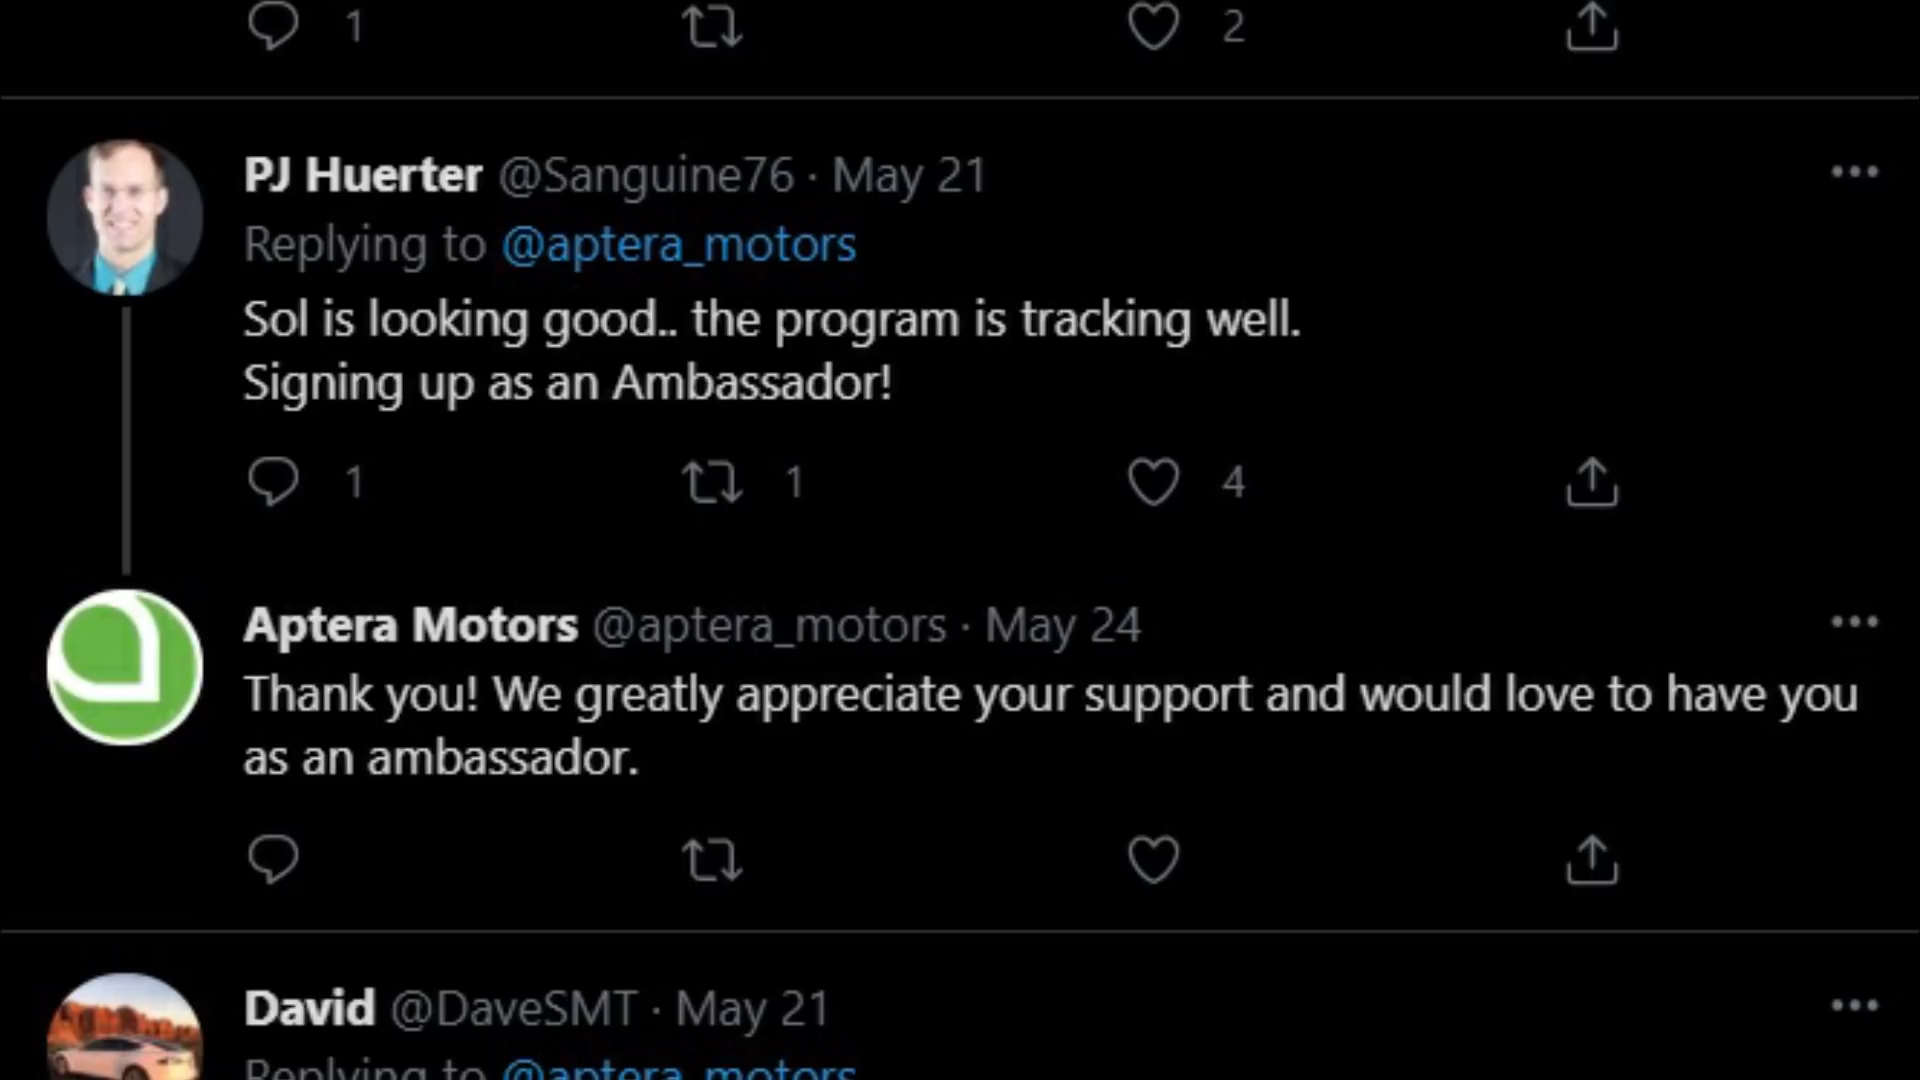 1 2
PJ Huerter @Sanguine76 · May 21
Replying to @aptera_motors
Sol is looking good.. the program is tracking well.
Signing up as an Ambassador!
1 1 4
Aptera Motors @aptera_motors · May 24
Thank you! We greatly appreciate your support and would love to have you
as an ambassador.
David @DaveSMT · May 21
Replying to @aptera_motors